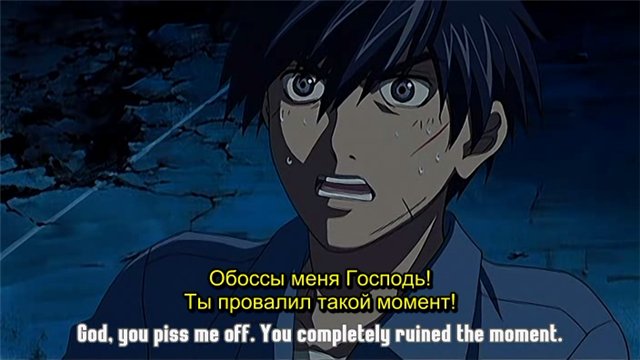 Обоссы меня Господь!
Ты провалил такой момент!
God, you piss me off. You completely ruined the moment.